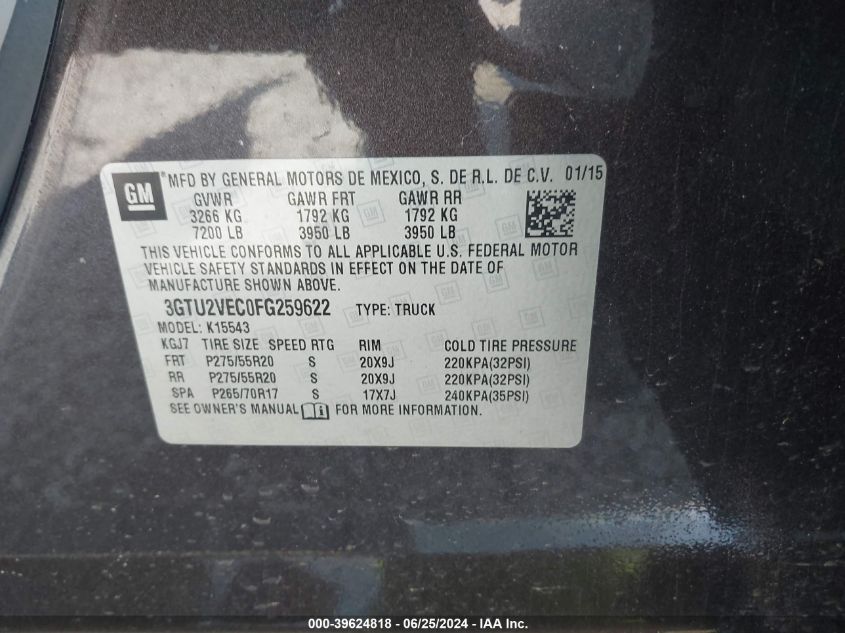 GM ® MFD BY GENERAL MOTORS DE MEXICO, S. DE R.L. DE C.V. 01/15
GVWR GAWR FRT GAWR RR
3266 KG 1792 KG 1792 KG
7200 LB 3950 LB 3950 LB
THIS VEHICLE CONFORMS TO ALL APPLICABLE U.S. FEDERAL MOTOR
VEHICLE SAFETY STANDARDS IN EFFECT ON THE DATE OF
MANUFACTURE SHOWN ABOVE.
3GTU2VEC0FG259622 TYPE: TRUCK
MODEL: K15543
KGJ7 TIRE SIZE SPEED RTG RIM COLD TIRE PRESSURE
FRT P275/55R20 S 20X9J 220KPA(32PSI)
RR P275/55R20 S 20X9J 220KPA(32PSI)
SPA P265/70R17 S 17X7J 240KPA(35PSI)
SEE OWNER'S MANUAL FOR MORE INFORMATION.
000-39624818 - 06/25/2024 - IAA Inc.